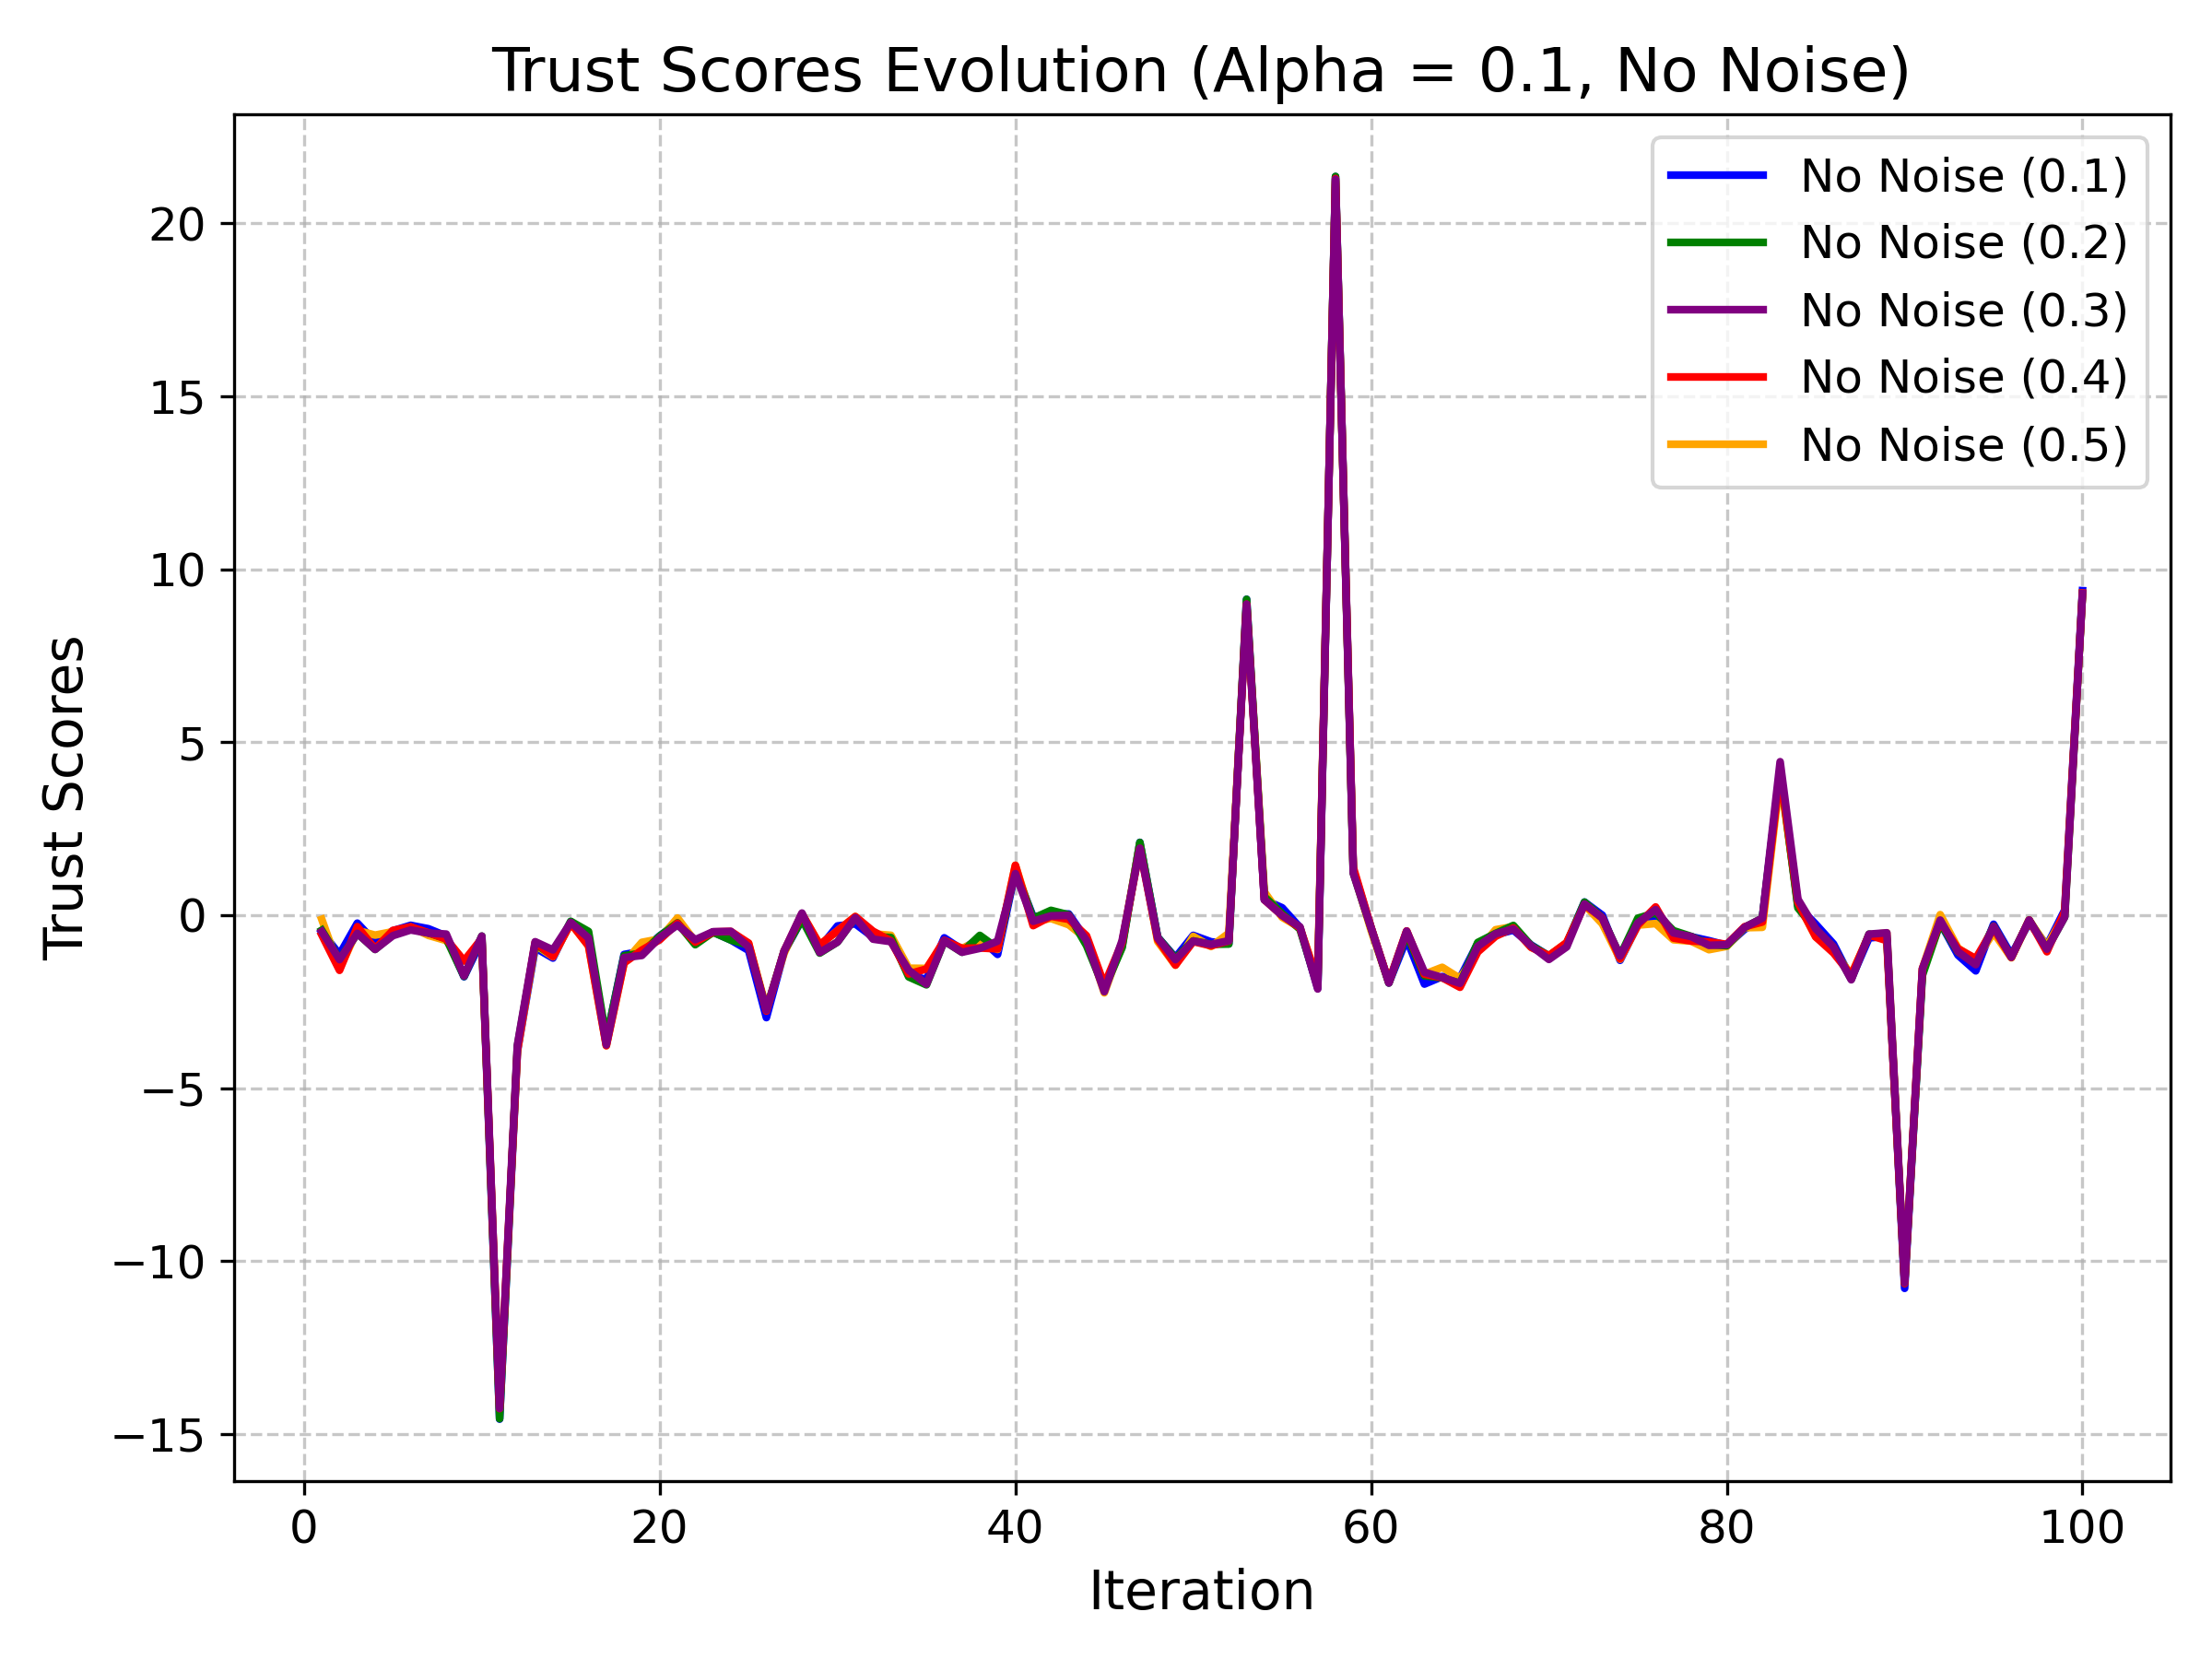 Trust Scores Evolution (Alpha = 0.1, No Noise)
No Noise (0.1)
No Noise (0.2)
No Noise (0.3)
No Noise (0.4)
No Noise (0.5)
Trust Scores
20
15
10
5
0
−5
−10
−15
0 20 40 60 80 100
Iteration